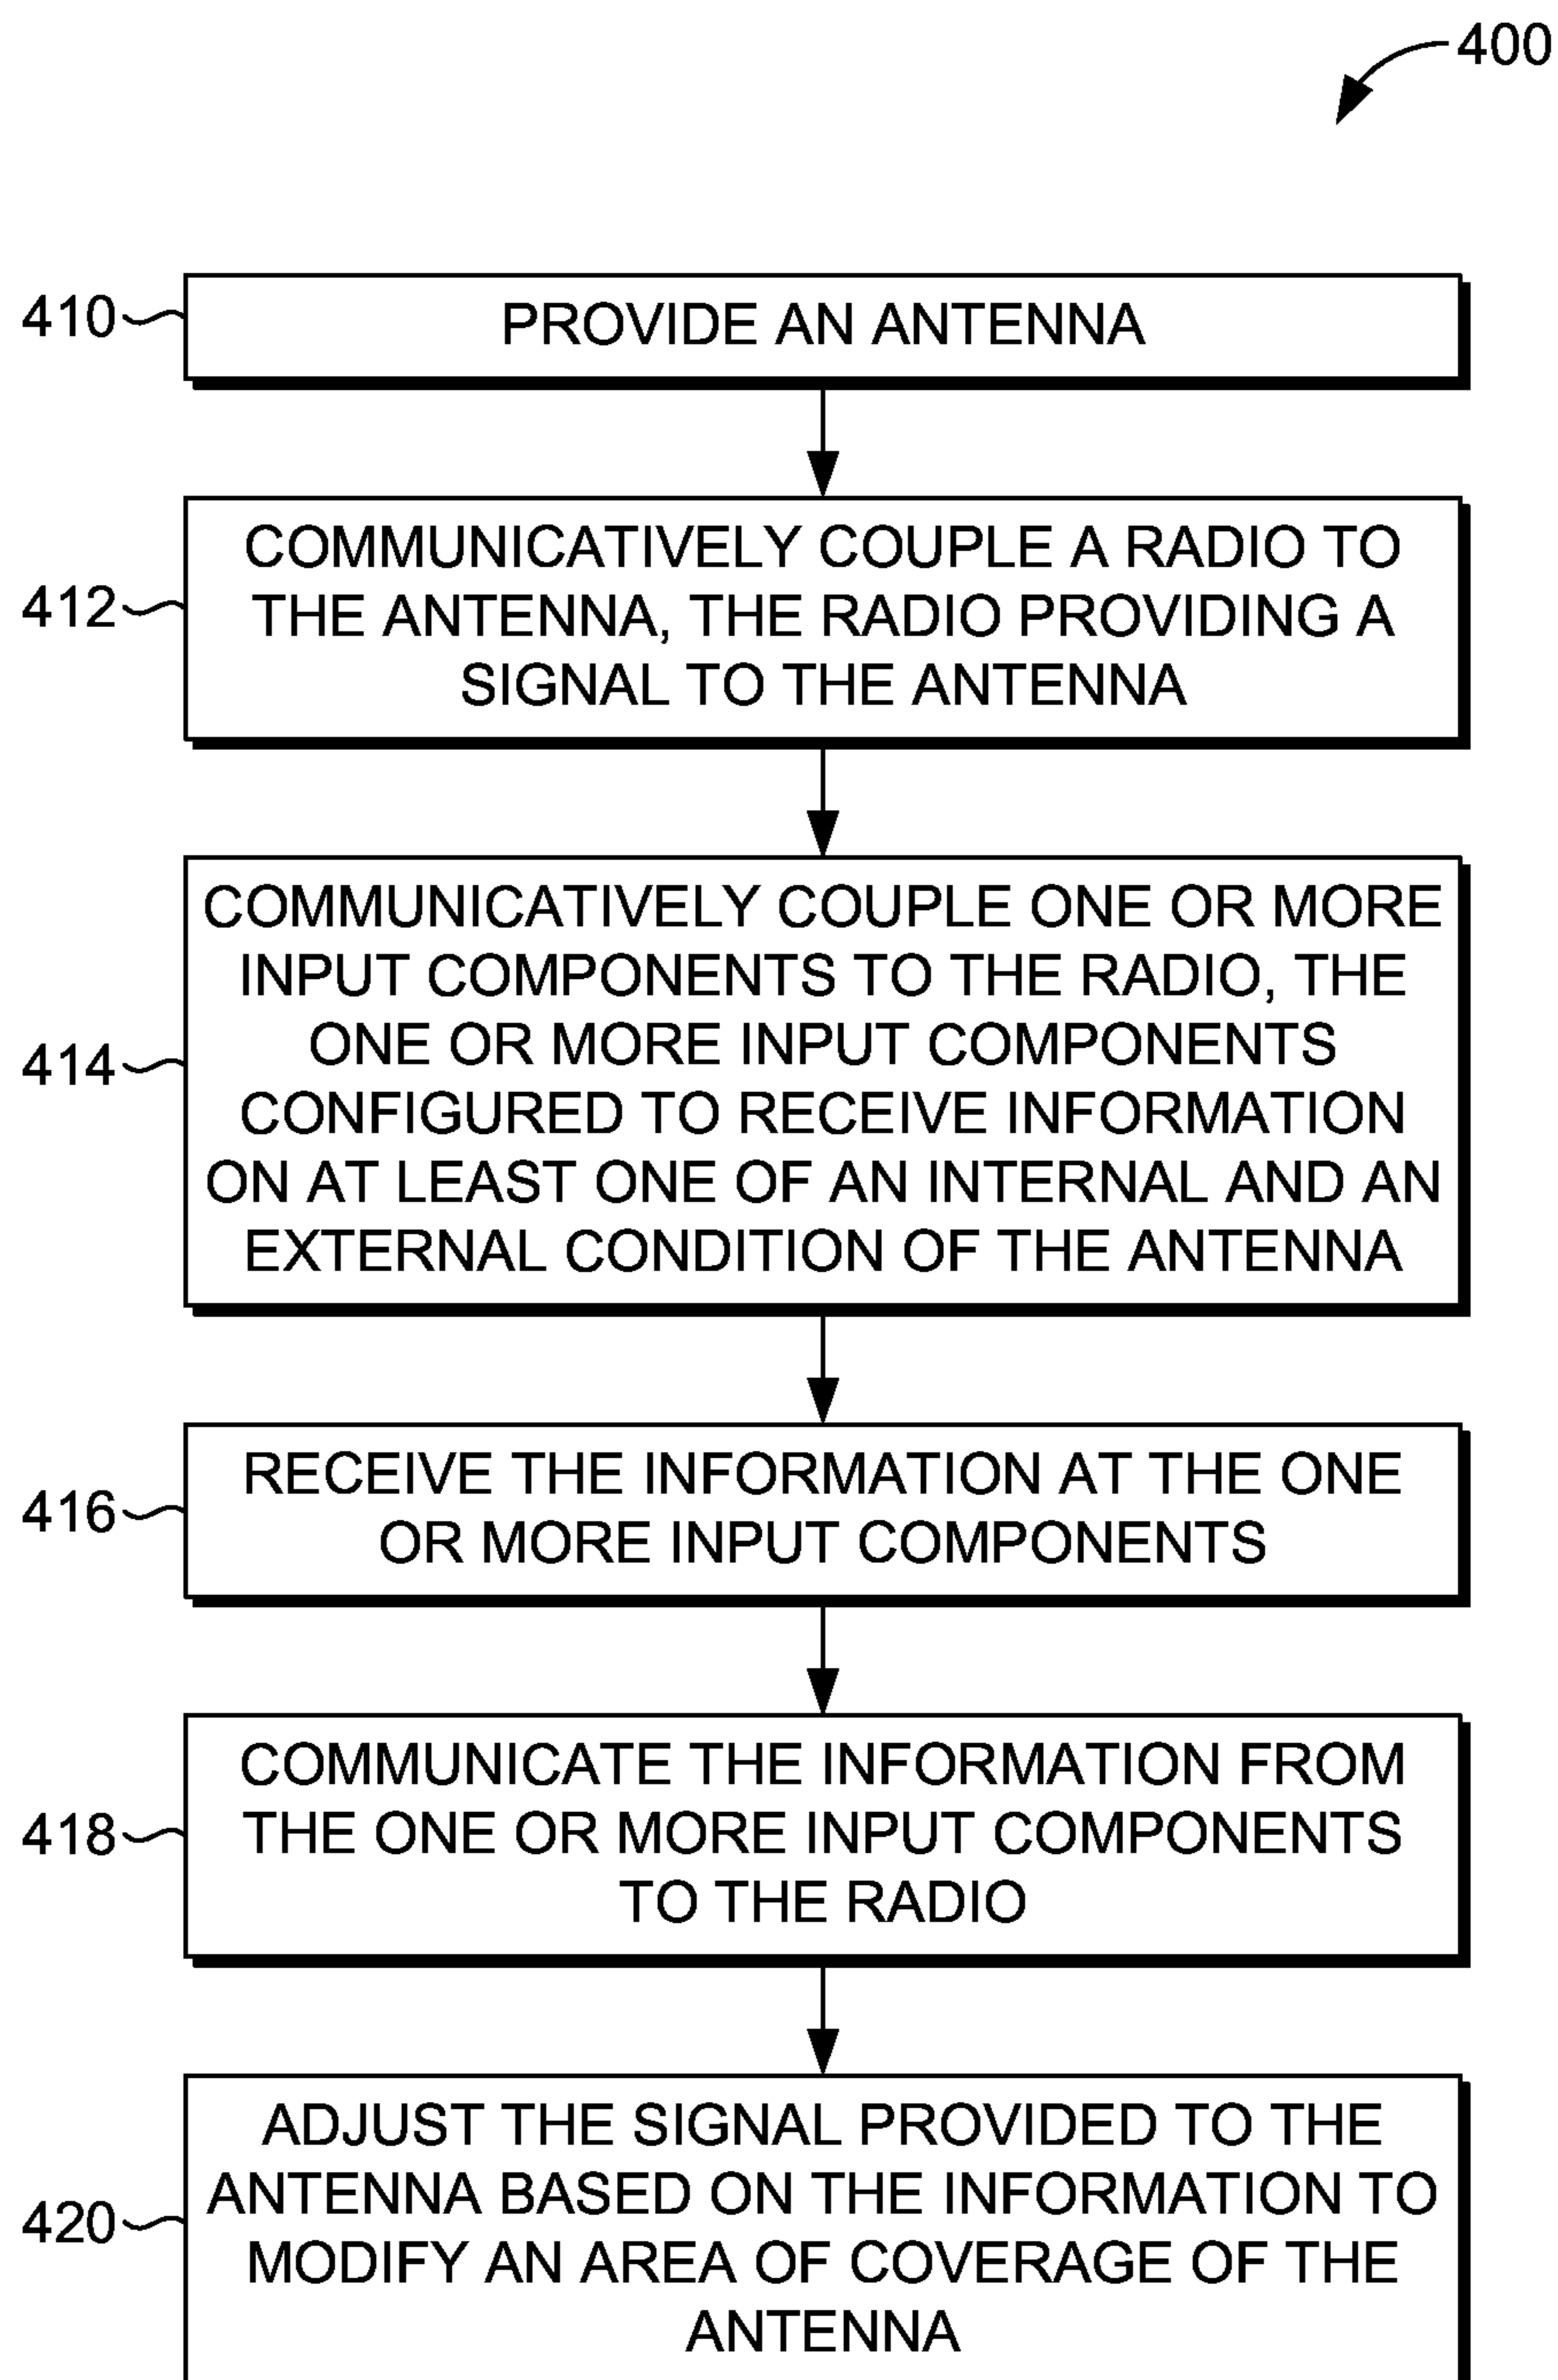 400
410
PROVIDE AN ANTENNA
412
COMMUNICATIVELY COUPLE A RADIO TO
THE ANTENNA, THE RADIO PROVIDING A
SIGNAL TO THE ANTENNA
414
COMMUNICATIVELY COUPLE ONE OR MORE
INPUT COMPONENTS TO THE RADIO, THE
ONE OR MORE INPUT COMPONENTS
CONFIGURED TO RECEIVE INFORMATION
ON AT LEAST ONE OF AN INTERNAL AND AN
EXTERNAL CONDITION OF THE ANTENNA
416
RECEIVE THE INFORMATION AT THE ONE
OR MORE INPUT COMPONENTS
418
COMMUNICATE THE INFORMATION FROM
THE ONE OR MORE INPUT COMPONENTS
TO THE RADIO
420
ADJUST THE SIGNAL PROVIDED TO THE
ANTENNA BASED ON THE INFORMATION TO
MODIFY AN AREA OF COVERAGE OF THE
ANTENNA